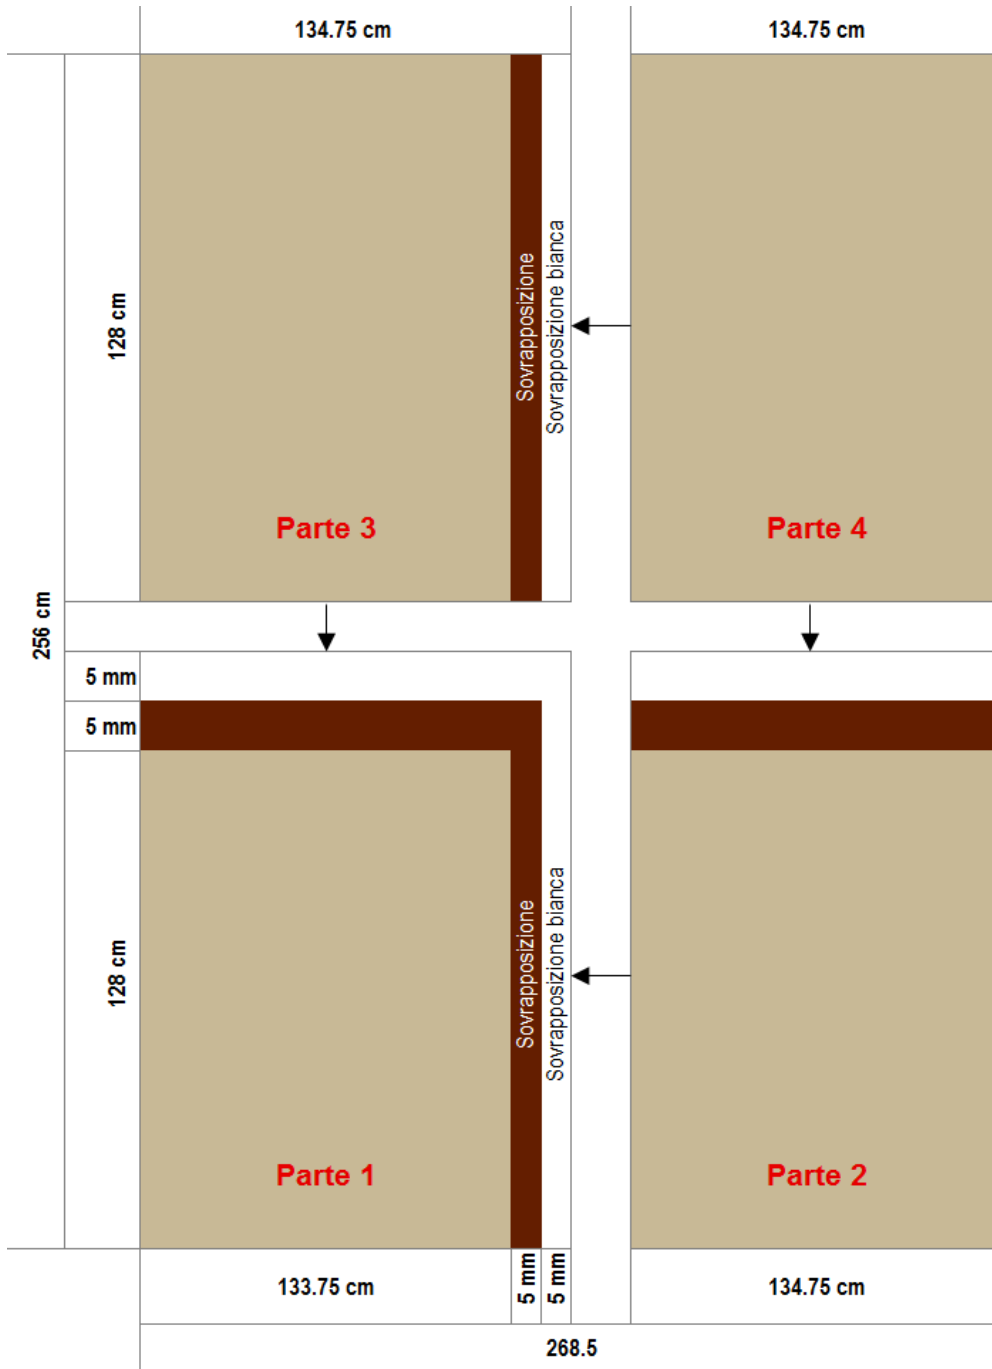 134.75 cm
134.75 cm
128 cm
Sovrapposizione
Sovrapposizione bianca
Parte 3
Parte 4
256 cm
5 mm
5 mm
128 cm
Sovrapposizione
Sovrapposizione bianca
Parte 1
Parte 2
133.75 cm
5 mm
5 mm
134.75 cm
268.5